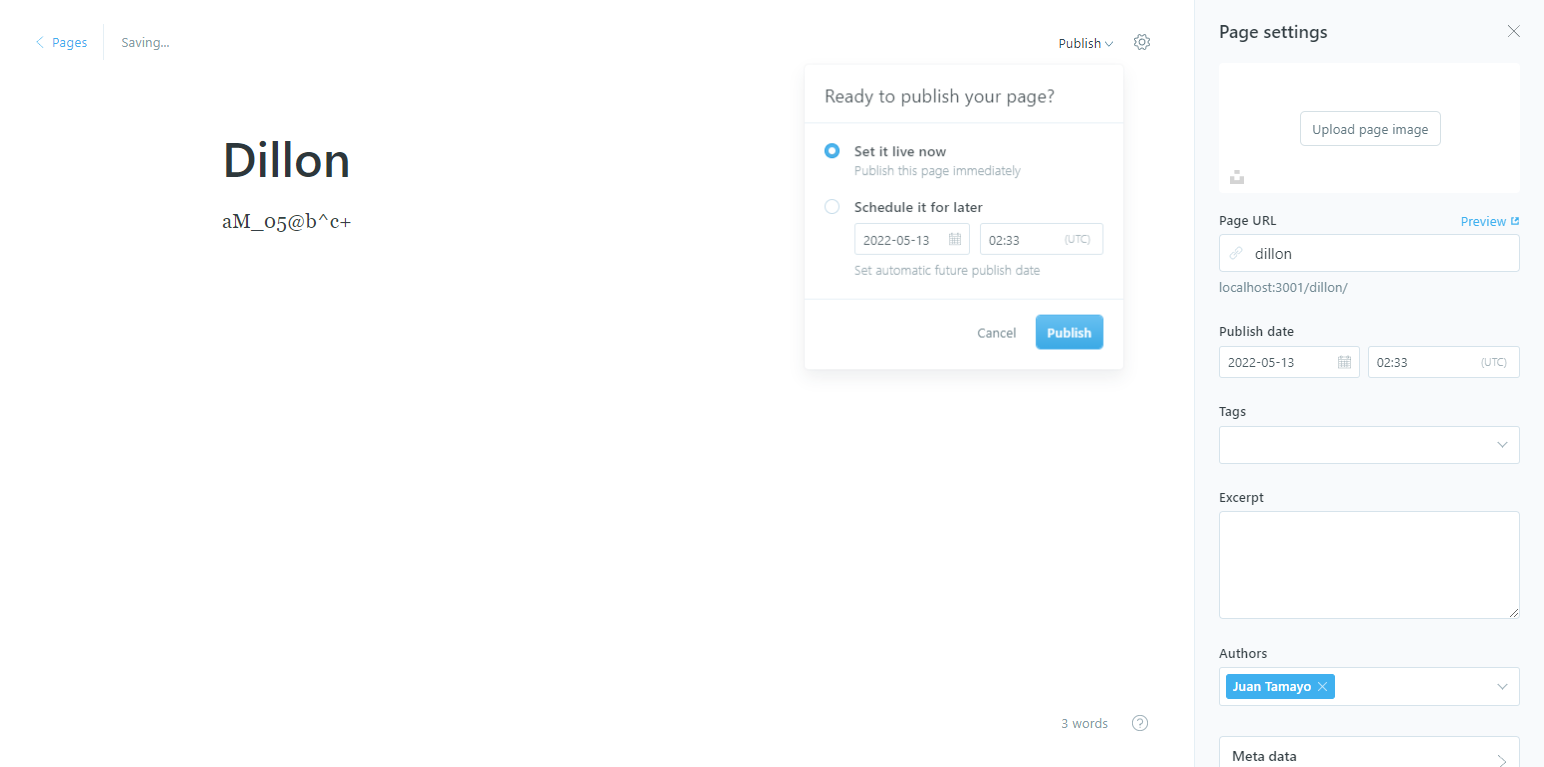 Pages
Saving...
Publish
Dillon
aM_05@b^c+
Ready to publish your page?
Set it live now
Publish this page immediately
Schedule it for later
2022-05-13 02:33 (UTC)
Set automatic future publish date
Cancel Publish
3 words ?
Page settings
Upload page image
Page URL Preview
dillon
localhost:3001/dillon/
Publish date
2022-05-13 02:33 (UTC)
Tags
Excerpt
Authors
Juan Tamayo
Meta data